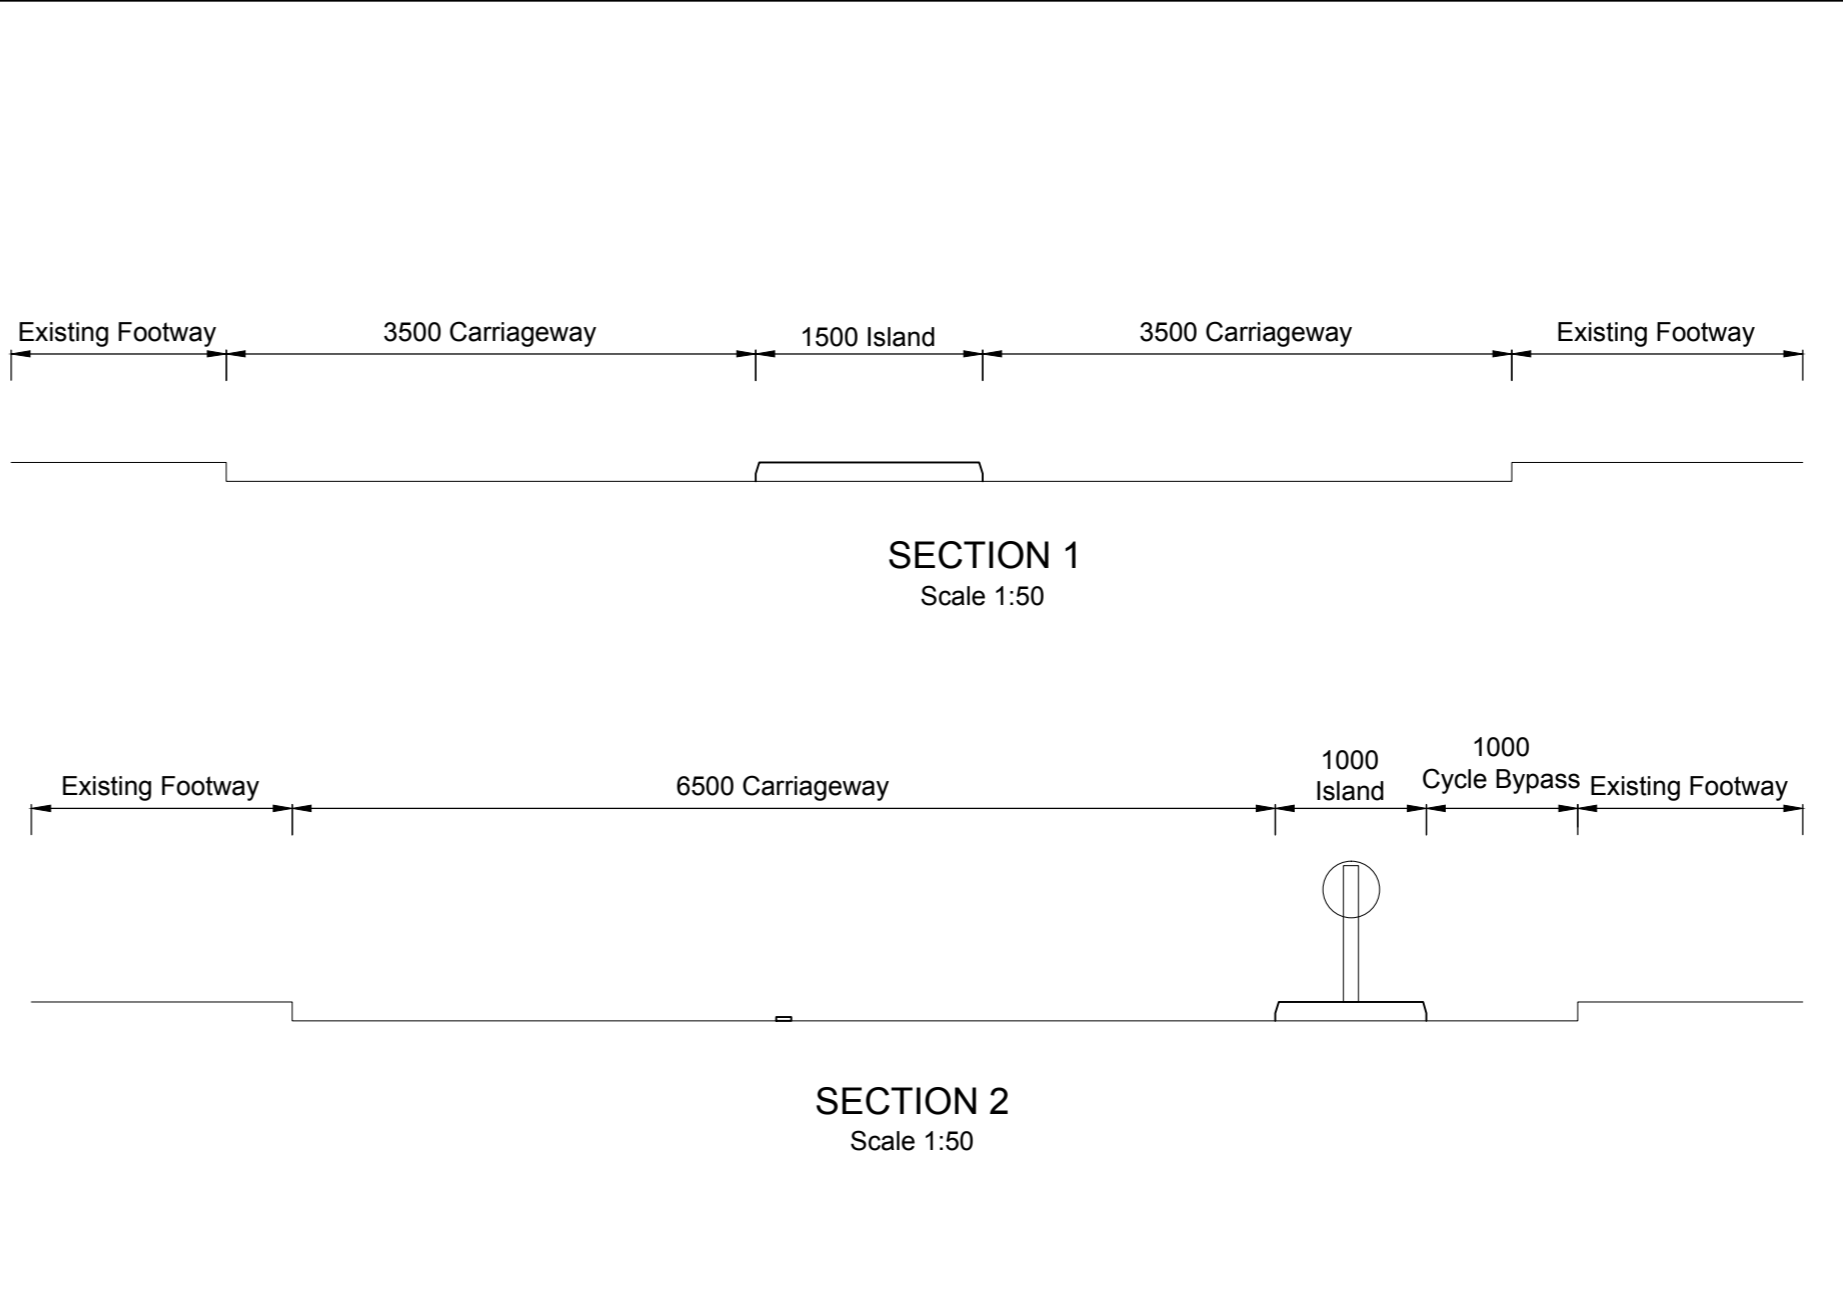 Existing Footway
3500 Carriageway
1500 Island
3500 Carriageway
Existing Footway
SECTION 1
Scale 1:50
Existing Footway
6500 Carriageway
1000
Island
1000
Cycle Bypass
Existing Footway
SECTION 2
Scale 1:50